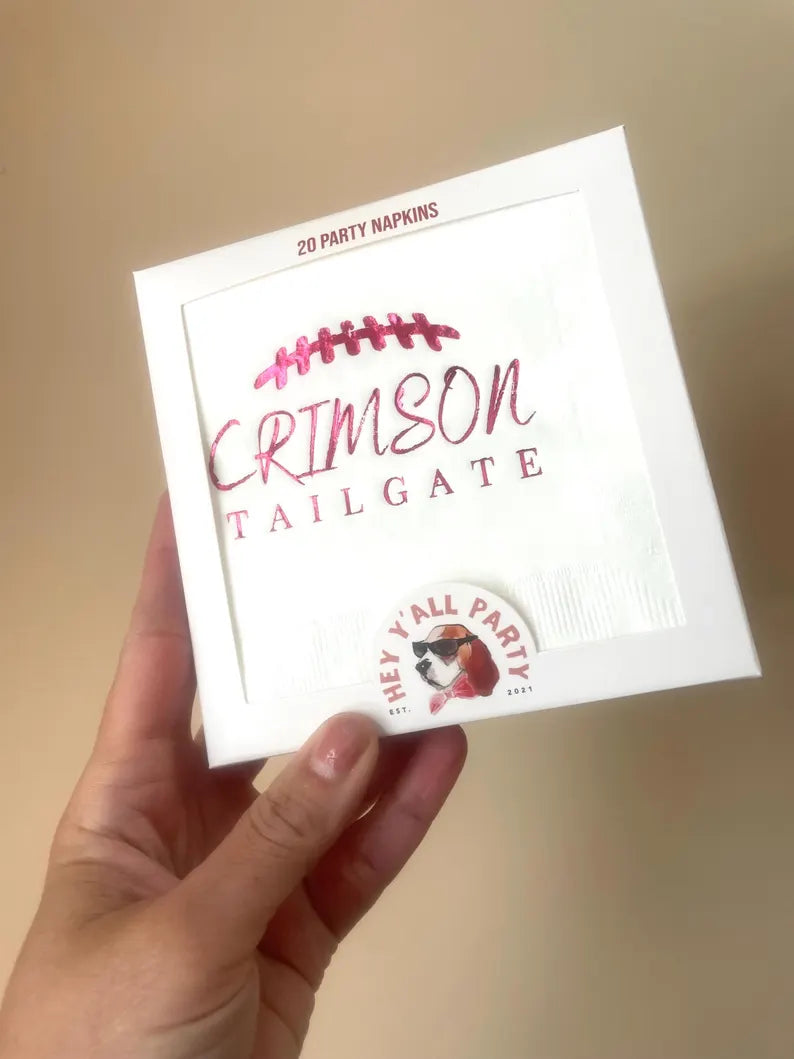 20 PARTY NAPKINS
CRIMSON
TAILGATE
HEY Y'ALL PARTY
EST. 2021